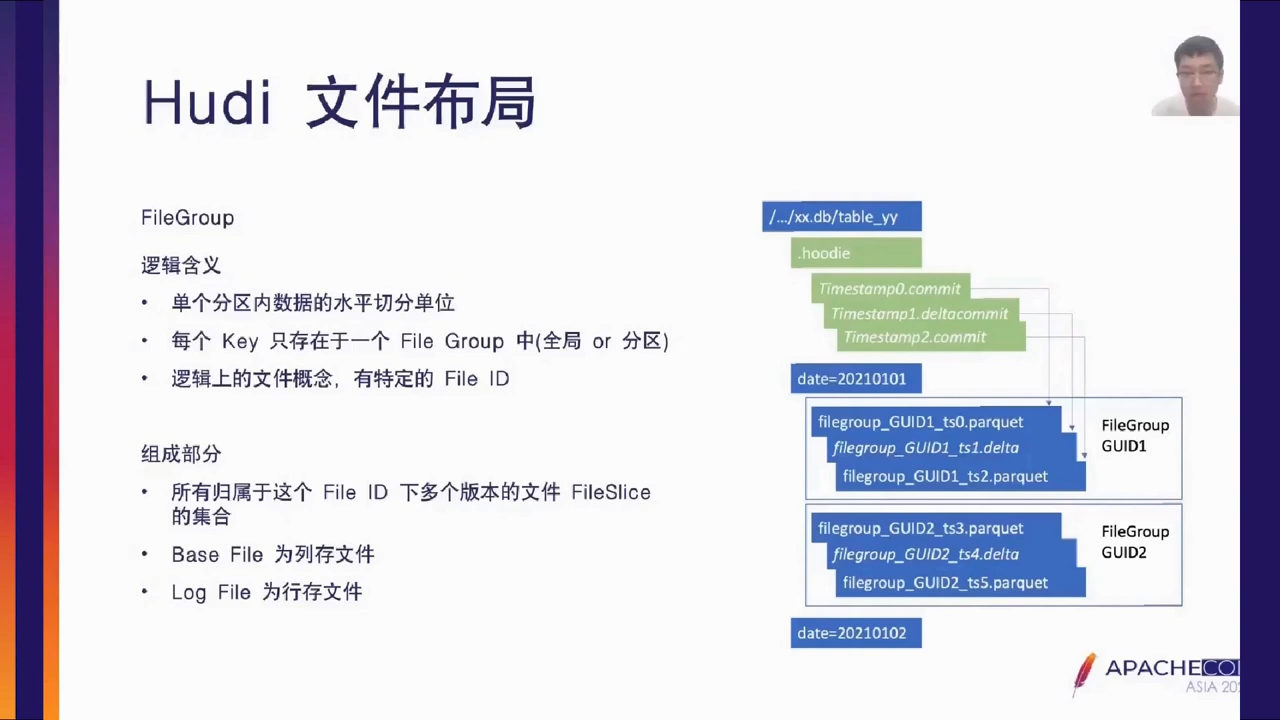 Hudi 文件布局
FileGroup
逻辑含义
• 单个分区内数据的水平切分单位
• 每个 Key 只存在于一个 File Group 中(全局 or 分区)
• 逻辑上的文件概念，有特定的 File ID
组成部分
• 所有归属于这个 File ID 下多个版本的文件 FileSlice
的集合
• Base File 为列存文件
• Log File 为行存文件
/.../xx.db/table_yy
.hoodie
Timestamp0.commit
Timestamp1.deltacommit
Timestamp2.commit
date=20210101
filegroup_GUID1_ts0.parquet
filegroup_GUID1_ts1.delta
filegroup_GUID1_ts2.parquet
FileGroup
GUID1
filegroup_GUID2_ts3.parquet
filegroup_GUID2_ts4.delta
filegroup_GUID2_ts5.parquet
FileGroup
GUID2
date=20210102
APACHECO
ASIA 202